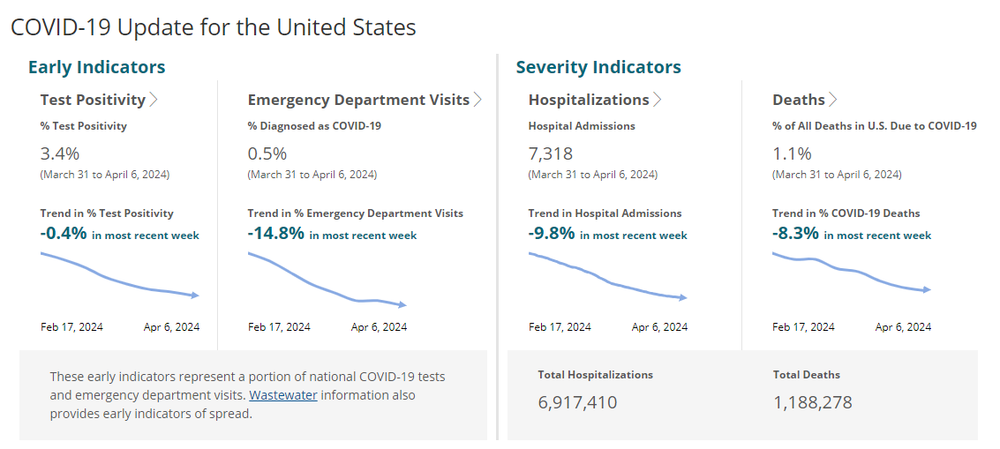 COVID-19 Update for the United States
Early Indicators
Test Positivity
% Test Positivity
3.4%
(March 31 to April 6, 2024)
Trend in % Test Positivity
-0.4% in most recent week
Feb 17, 2024 Apr 6, 2024
Emergency Department Visits
% Diagnosed as COVID-19
0.5%
(March 31 to April 6, 2024)
Trend in % Emergency Department Visits
-14.8% in most recent week
Feb 17, 2024 Apr 6, 2024
These early indicators represent a portion of national COVID-19 tests
and emergency department visits. Wastewater information also
provides early indicators of spread.
Severity Indicators
Hospitalizations
Hospital Admissions
7,318
(March 31 to April 6, 2024)
Trend in Hospital Admissions
-9.8% in most recent week
Feb 17, 2024 Apr 6, 2024
Deaths
% of All Deaths in U.S. Due to COVID-19
1.1%
(March 31 to April 6, 2024)
Trend in % COVID-19 Deaths
-8.3% in most recent week
Feb 17, 2024 Apr 6, 2024
Total Hospitalizations
6,917,410
Total Deaths
1,188,278